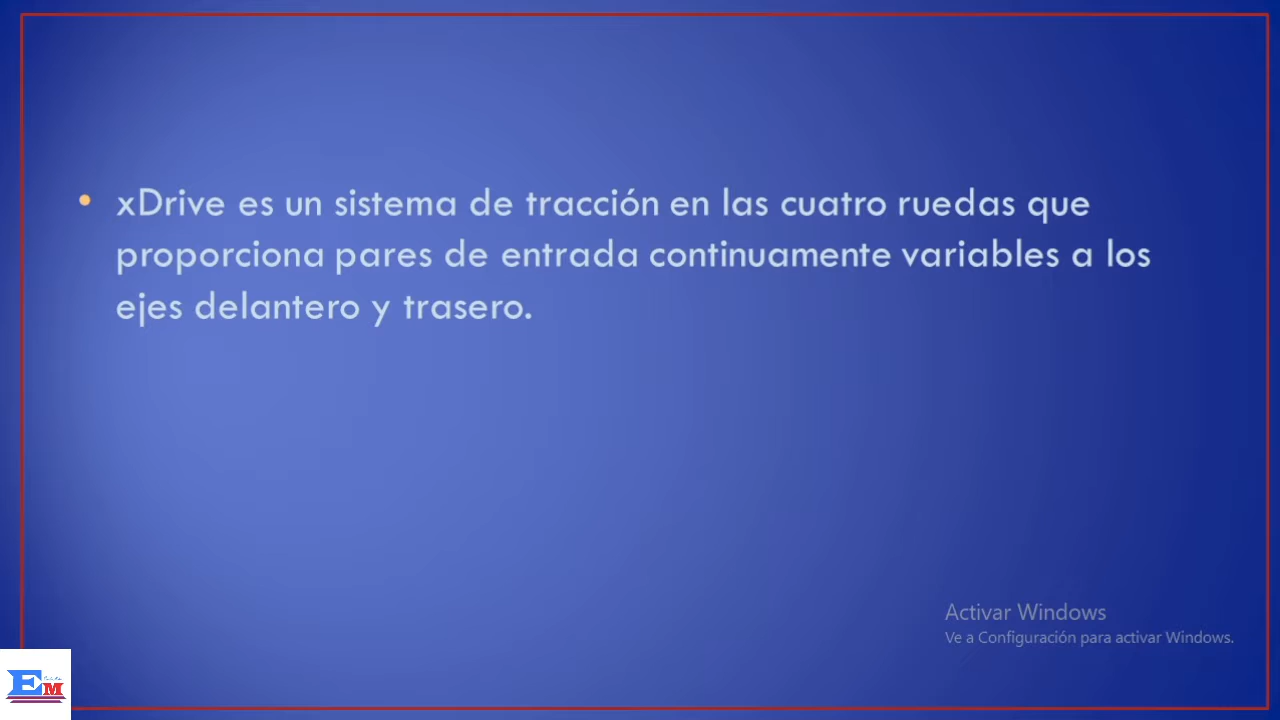 • xDrive es un sistema de tracción en las cuatro ruedas que
proporciona pares de entrada continuamente variables a los
ejes delantero y trasero.
Activar Windows
Ve a Configuración para activar Windows.
EM